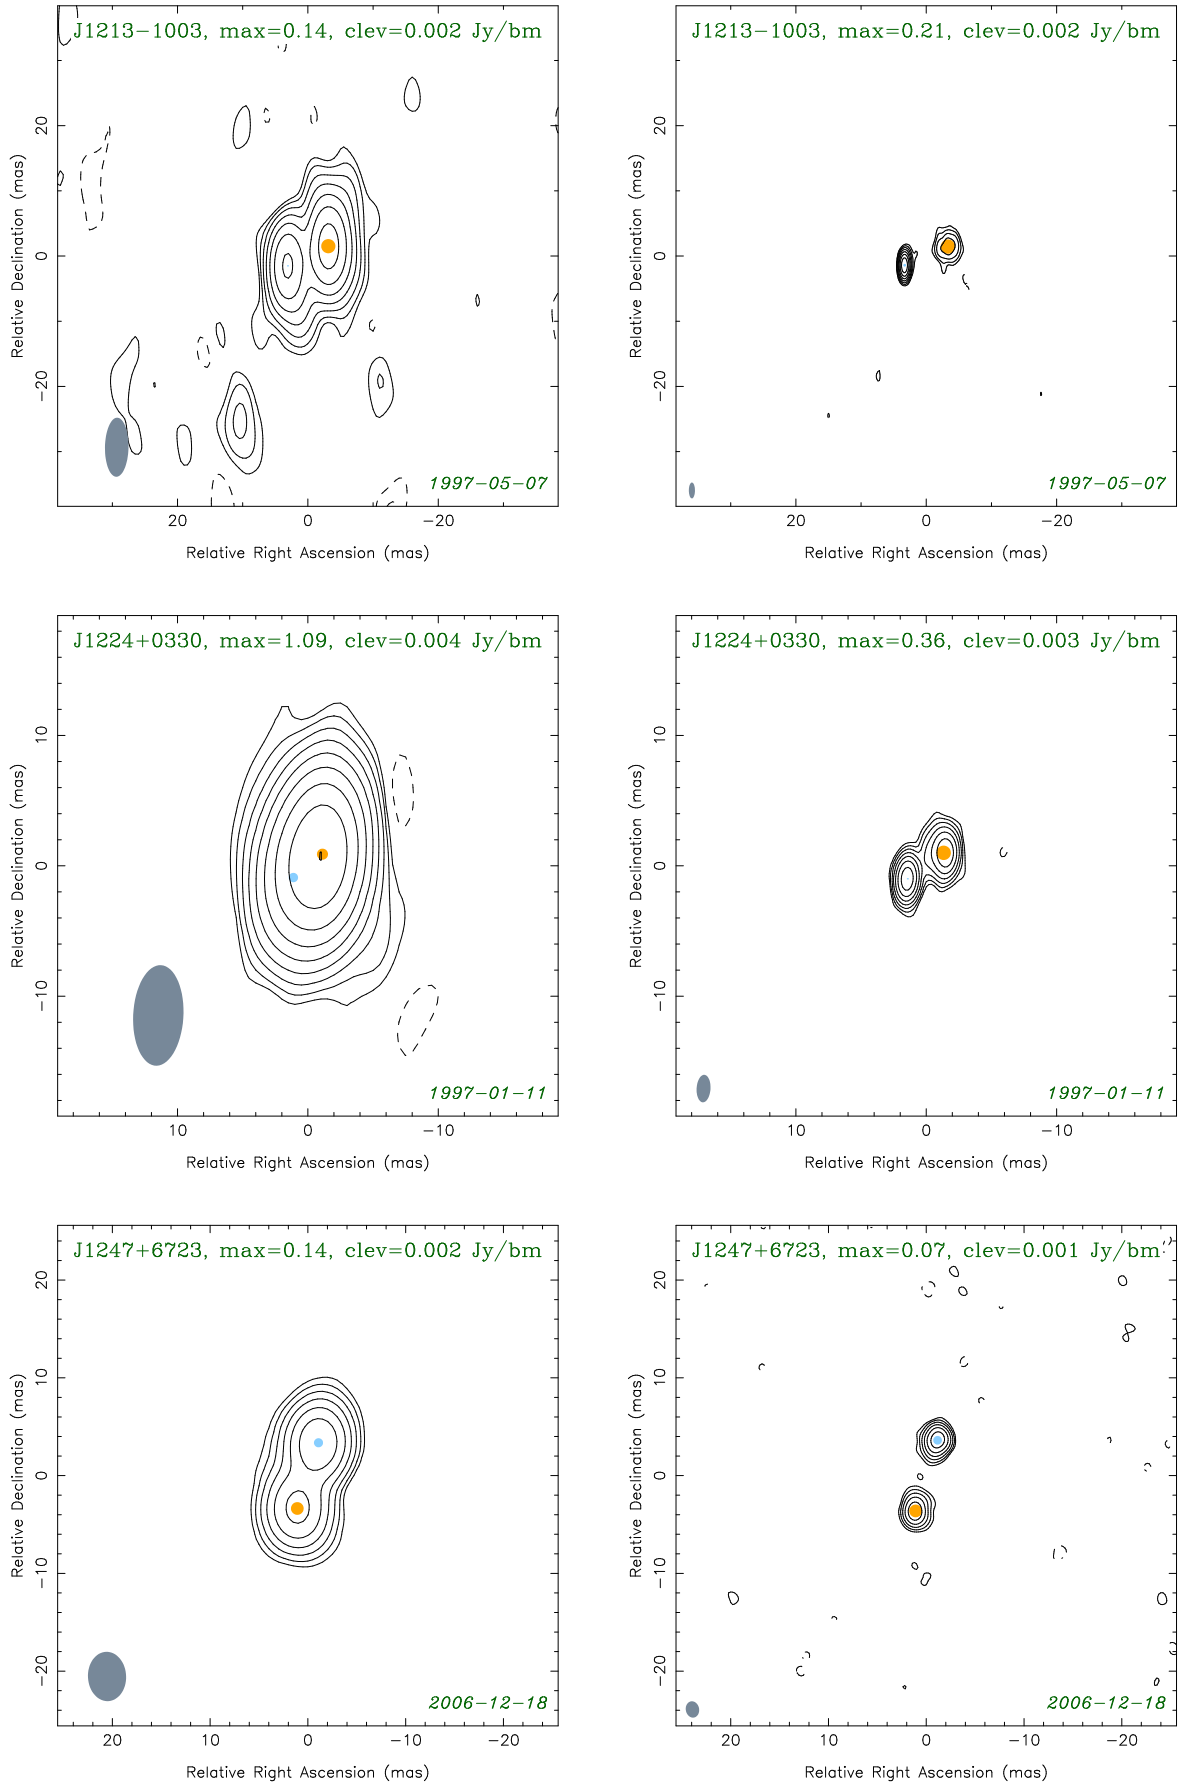 J1213−1003, max=0.14, clev=0.002 Jy/bm
20
0
−20
Relative Declination (mas)
1997−05−07
20
0
−20
Relative Right Ascension (mas)
J1213−1003, max=0.21, clev=0.002 Jy/bm
20
0
−20
Relative Declination (mas)
1997−05−07
20
0
−20
Relative Right Ascension (mas)
J1224+0330, max=1.09, clev=0.004 Jy/bm
10
0
−10
Relative Declination (mas)
1997−01−11
10
0
−10
Relative Right Ascension (mas)
J1224+0330, max=0.36, clev=0.003 Jy/bm
10
0
−10
Relative Declination (mas)
1997−01−11
10
0
−10
Relative Right Ascension (mas)
J1247+6723, max=0.14, clev=0.002 Jy/bm
20
10
0
−10
−20
Relative Declination (mas)
2006−12−18
20
10
0
−10
−20
Relative Right Ascension (mas)
J1247+6723, max=0.07, clev=0.001 Jy/bm
20
10
0
−10
−20
Relative Declination (mas)
2006−12−18
20
10
0
−10
−20
Relative Right Ascension (mas)